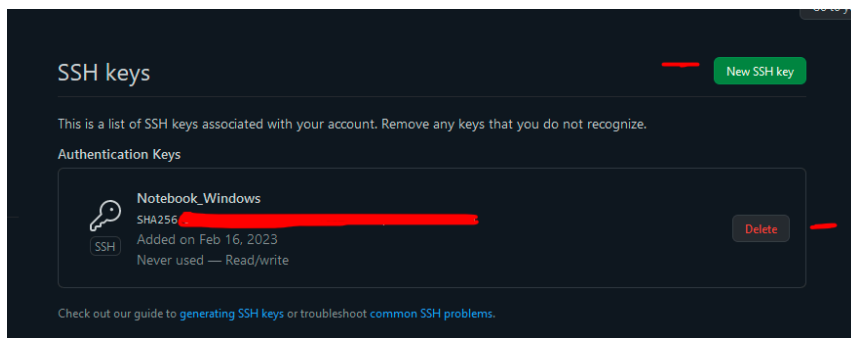 SSH keys
New SSH key
This is a list of SSH keys associated with your account. Remove any keys that you do not recognize.
Authentication Keys
Notebook_Windows
SHA256
SSH
Added on Feb 16, 2023
Never used — Read/write
Delete
Check out our guide to generating SSH keys or troubleshoot common SSH problems.